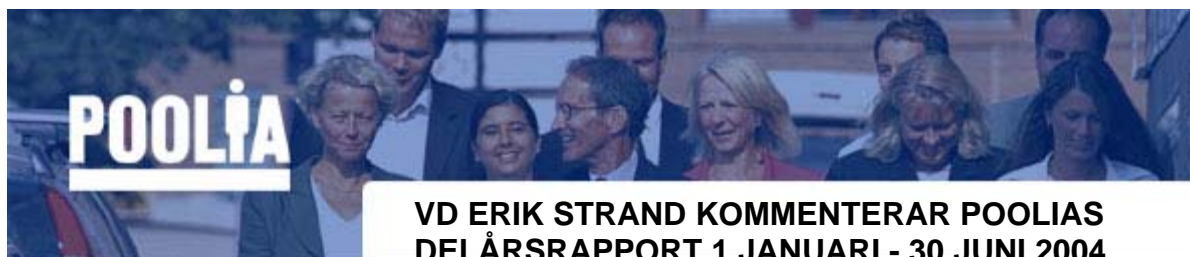 POOLIA
VD ERIK STRAND KOMMENTERAR POOLIAS
DELÅRSRAPPORT 1 JANUARI - 30 JUNI 2004